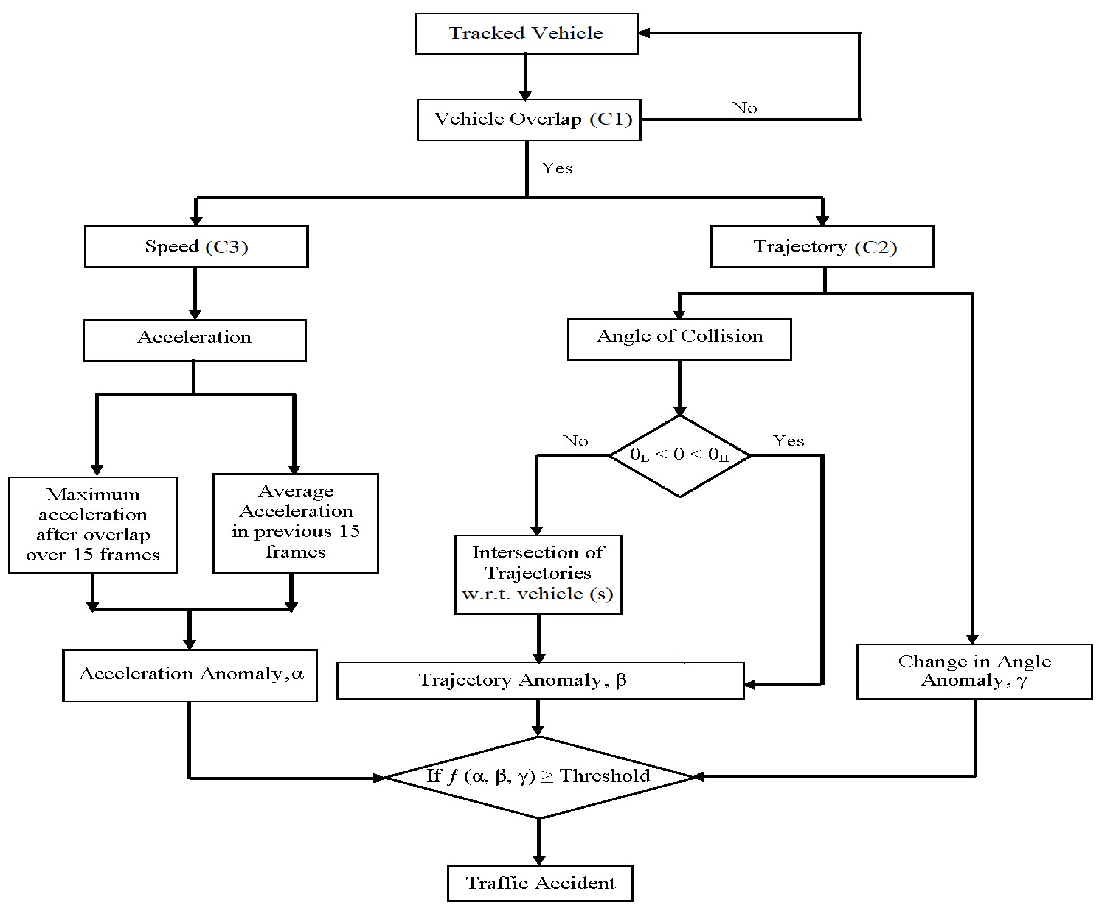 Tracked Vehicle
Vehicle Overlap (C1)
No
Yes
Speed (C3)
Trajectory (C2)
Acceleration
Angle of Collision
No
θL < θ < θH
Yes
Maximum
acceleration
after overlap
over 15 frames
Average
Acceleration
in previous 15
frames
Intersection of
Trajectories
w.r.t. vehicle (s)
Acceleration Anomaly, α
Trajectory Anomaly, β
Change in Angle
Anomaly, γ
If f (α, β, γ) ≥ Threshold
Traffic Accident